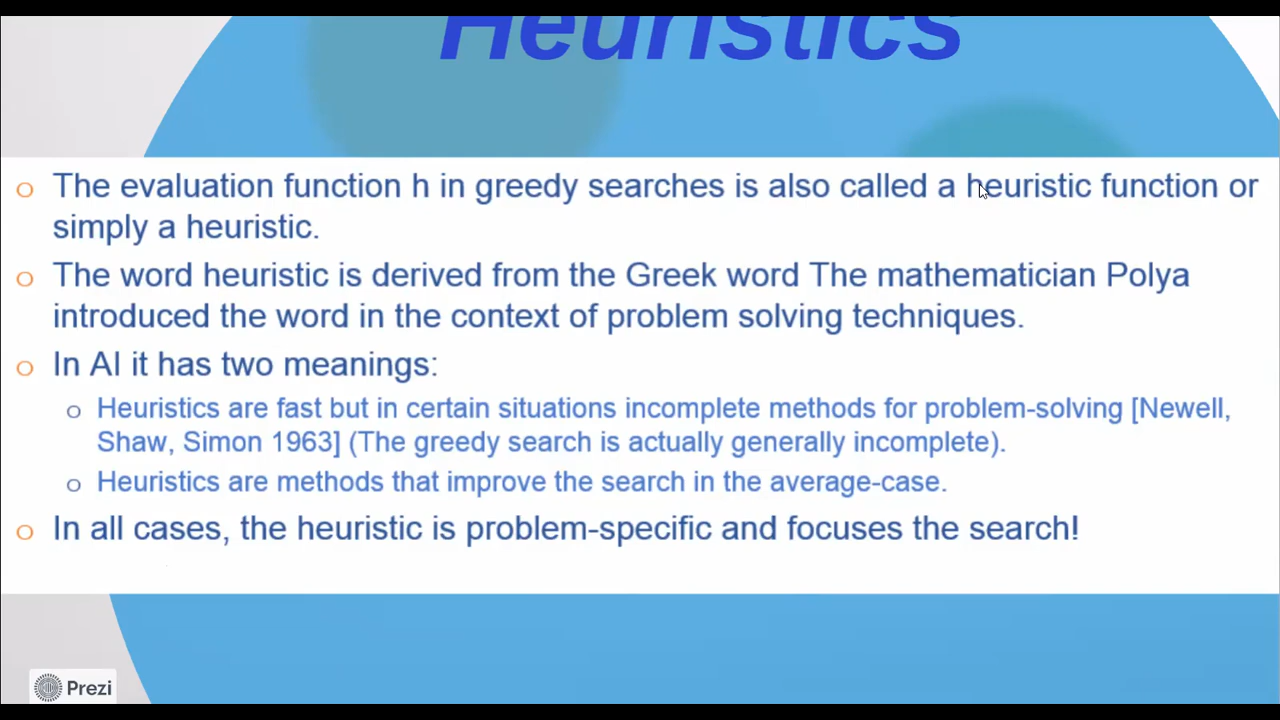 Heuristics
o The evaluation function h in greedy searches is also called a heuristic function or
simply a heuristic.
o The word heuristic is derived from the Greek word The mathematician Polya
introduced the word in the context of problem solving techniques.
o In AI it has two meanings:
o Heuristics are fast but in certain situations incomplete methods for problem-solving [Newell,
Shaw, Simon 1963] (The greedy search is actually generally incomplete).
o Heuristics are methods that improve the search in the average-case.
o In all cases, the heuristic is problem-specific and focuses the search!
Prezi